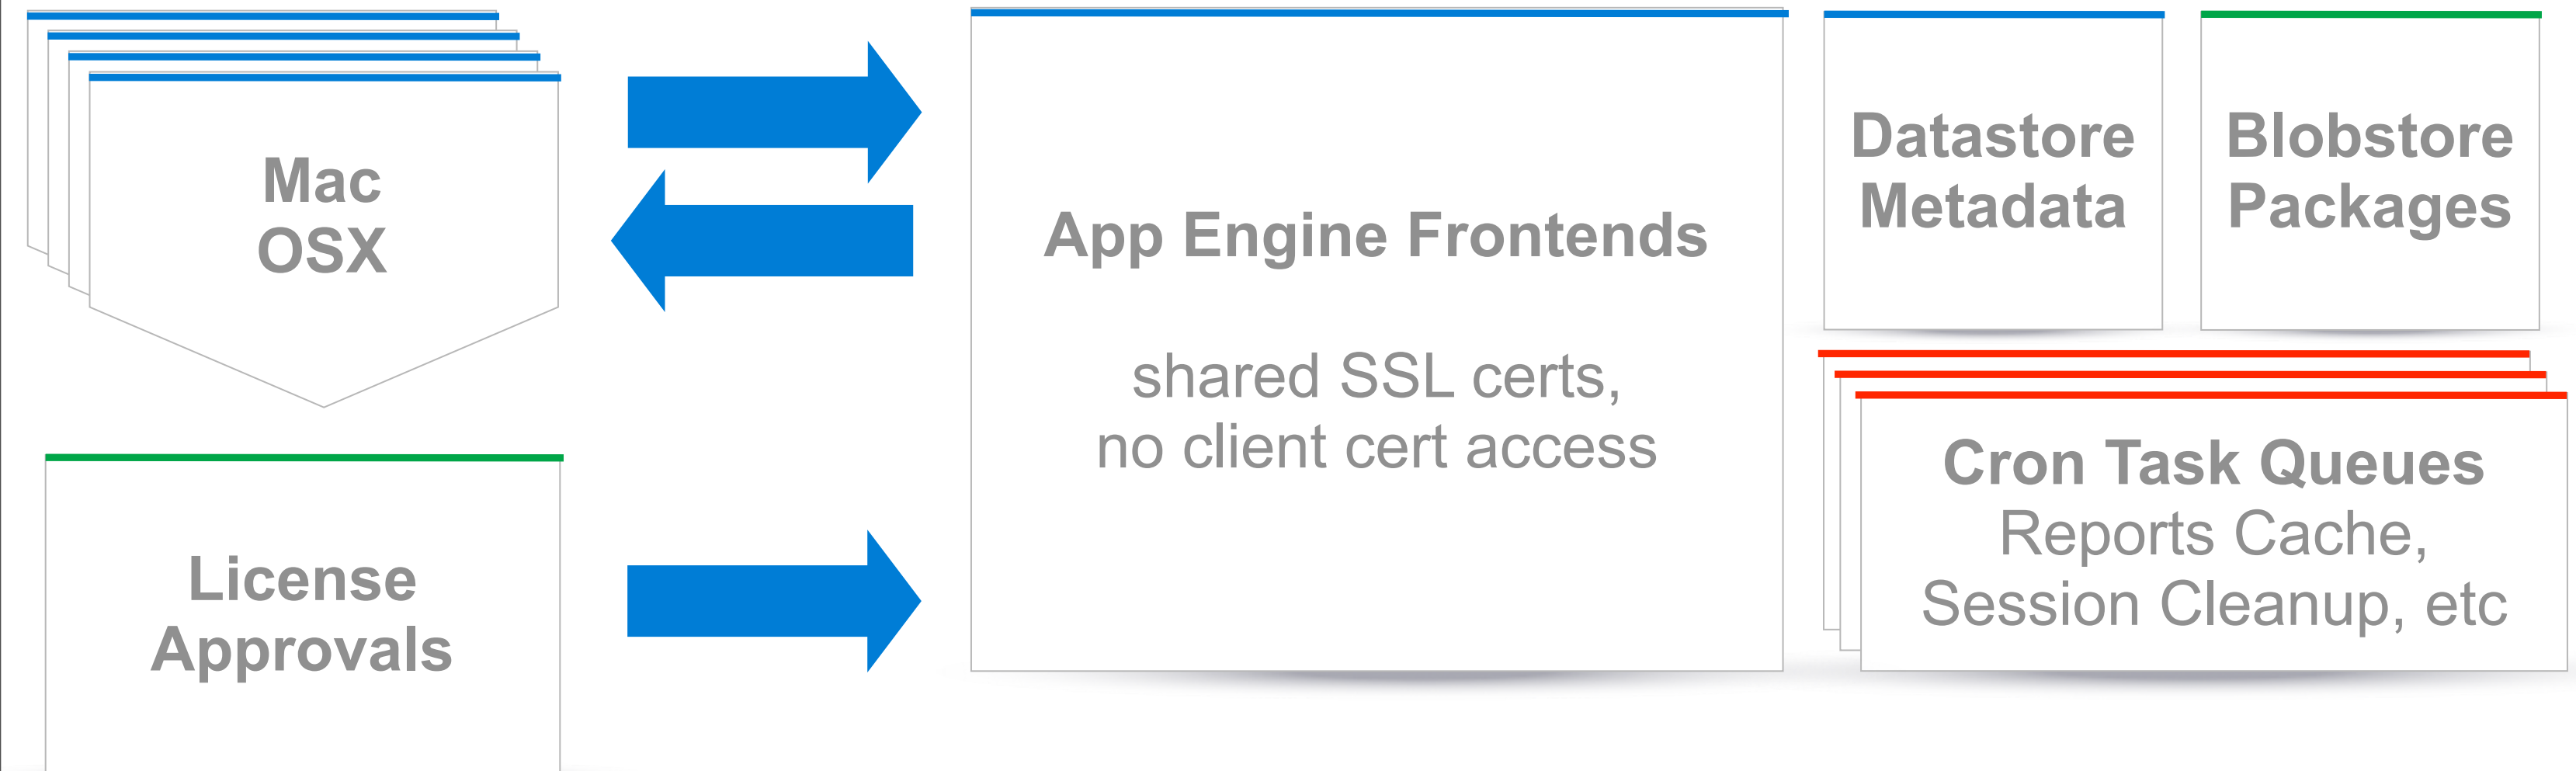 Mac
OSX
License
Approvals
App Engine Frontends
shared SSL certs,
no client cert access
Datastore
Metadata
Blobstore
Packages
Cron Task Queues
Reports Cache,
Session Cleanup, etc